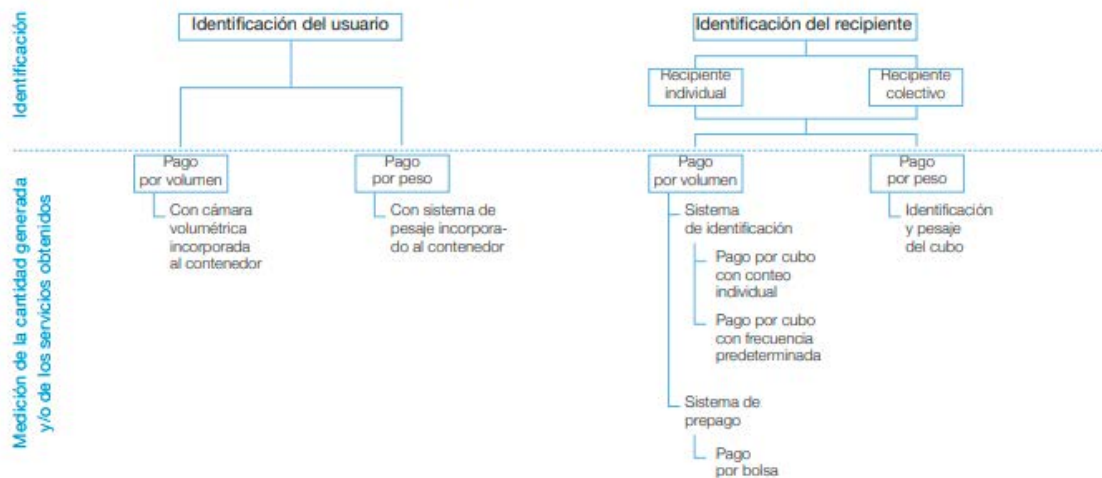 Identificación
Identificación del usuario
Identificación del recipiente
Recipiente
individual
Recipiente
colectivo
Medición de la cantidad generada
y/o de los servicios obtenidos
Pago
por volumen
Con cámara
volumétrica
incorporada
al contenedor
Pago
por peso
Con sistema de
pesaje incorpora-
do al contenedor
Pago
por volumen
Sistema
de identificación
Pago por cubo
con conteo
individual
Pago por cubo
con frecuencia
predeterminada
Sistema de
prepago
Pago
por bolsa
Pago
por peso
Identificación
y pesaje
del cubo